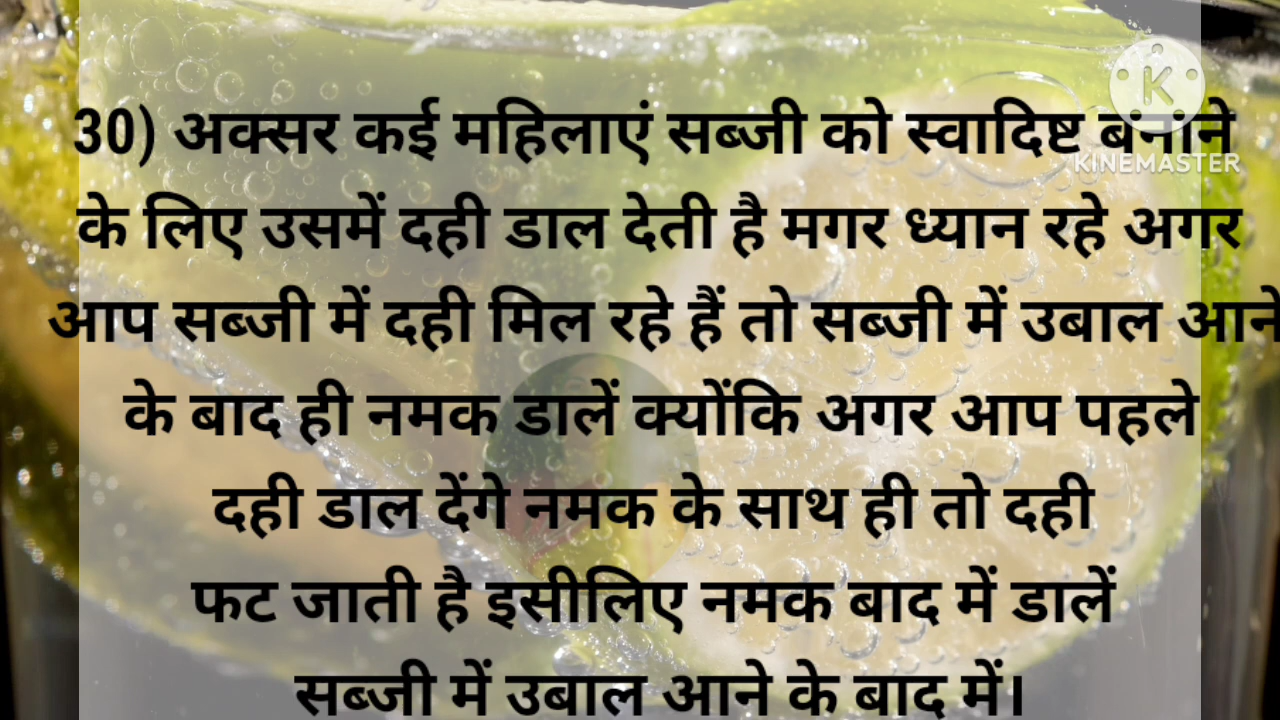 30) अक्सर कई महिलाएं सब्जी को स्वादिष्ट बनाने
के लिए उसमें दही डाल देती है मगर ध्यान रहे अगर
आप सब्जी में दही मिल रहे हैं तो सब्जी में उबाल आने
के बाद ही नमक डालें क्योंकि अगर आप पहले
दही डाल देंगे नमक के साथ ही तो दही
फट जाती है इसीलिए नमक बाद में डालें
सब्जी में उबाल आने के बाद में।
K
KINEMASTER